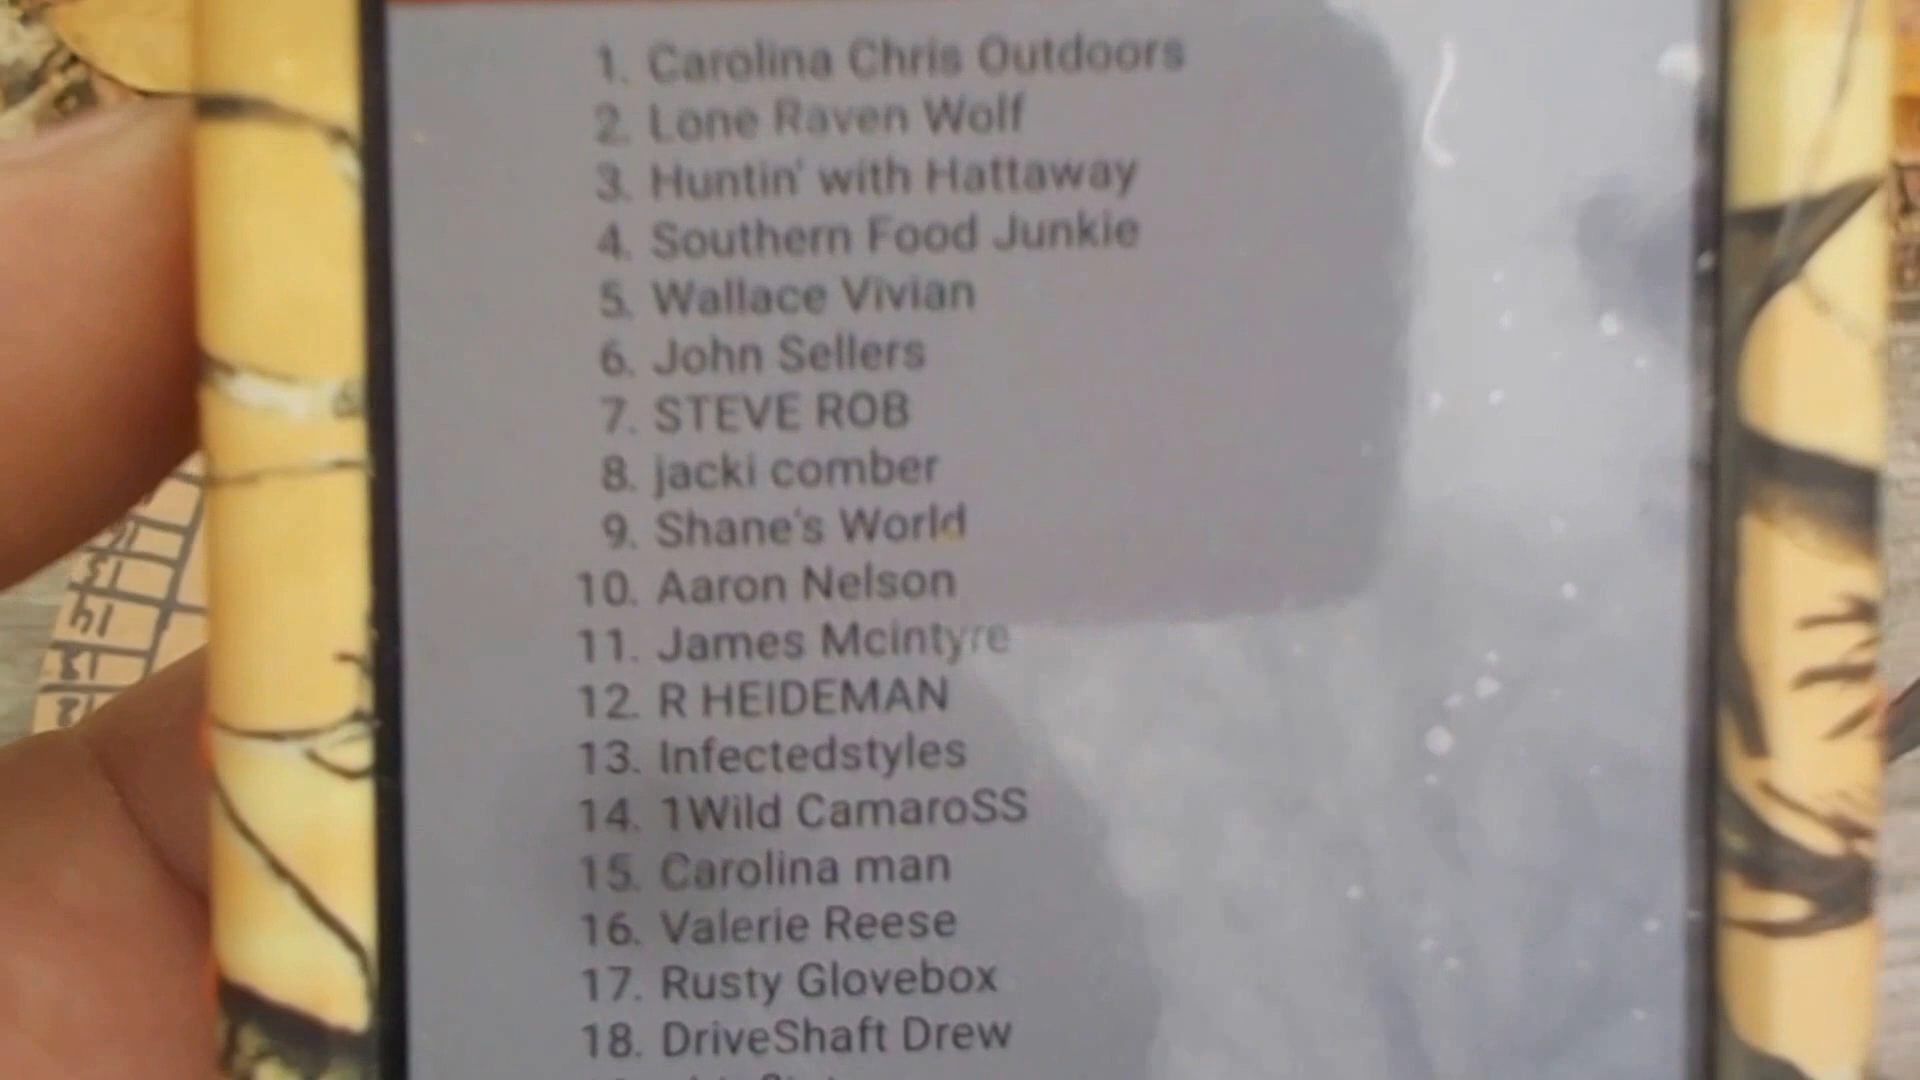 1. Carolina Chris Outdoors
2. Lone Raven Wolf
3. Huntin' with Hattaway
4. Southern Food Junkie
5. Wallace Vivian
6. John Sellers
7. STEVE ROB
8. jacki comber
9. Shane's World
10. Aaron Nelson
11. James Mcintyre
12. R HEIDEMAN
13. Infectedstyles
14. 1Wild CamaroSS
15. Carolina man
16. Valerie Reese
17. Rusty Glovebox
18. DriveShaft Drew